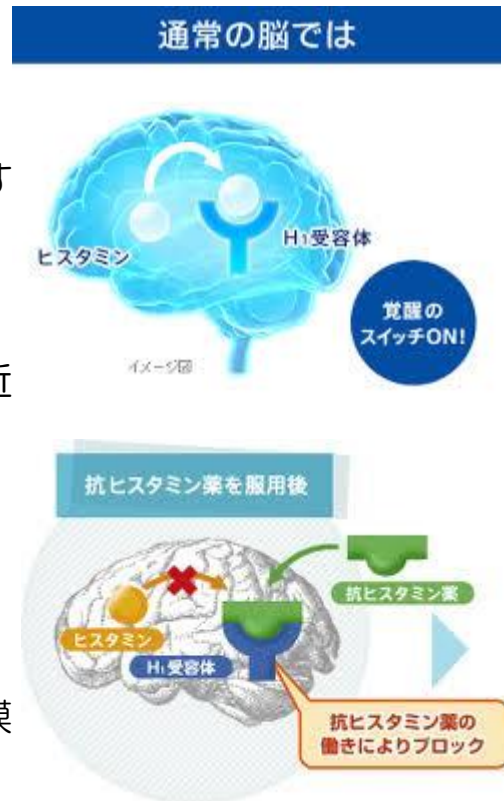 通常の脳では
す
ヒスタミン
H₁受容体
覚醒の
スイッチON!
イメージ図
近
抗ヒスタミン薬を服用後
抗ヒスタミン薬
ヒスタミン
H₁受容体
膜
抗ヒスタミン薬の
働きによりブロック